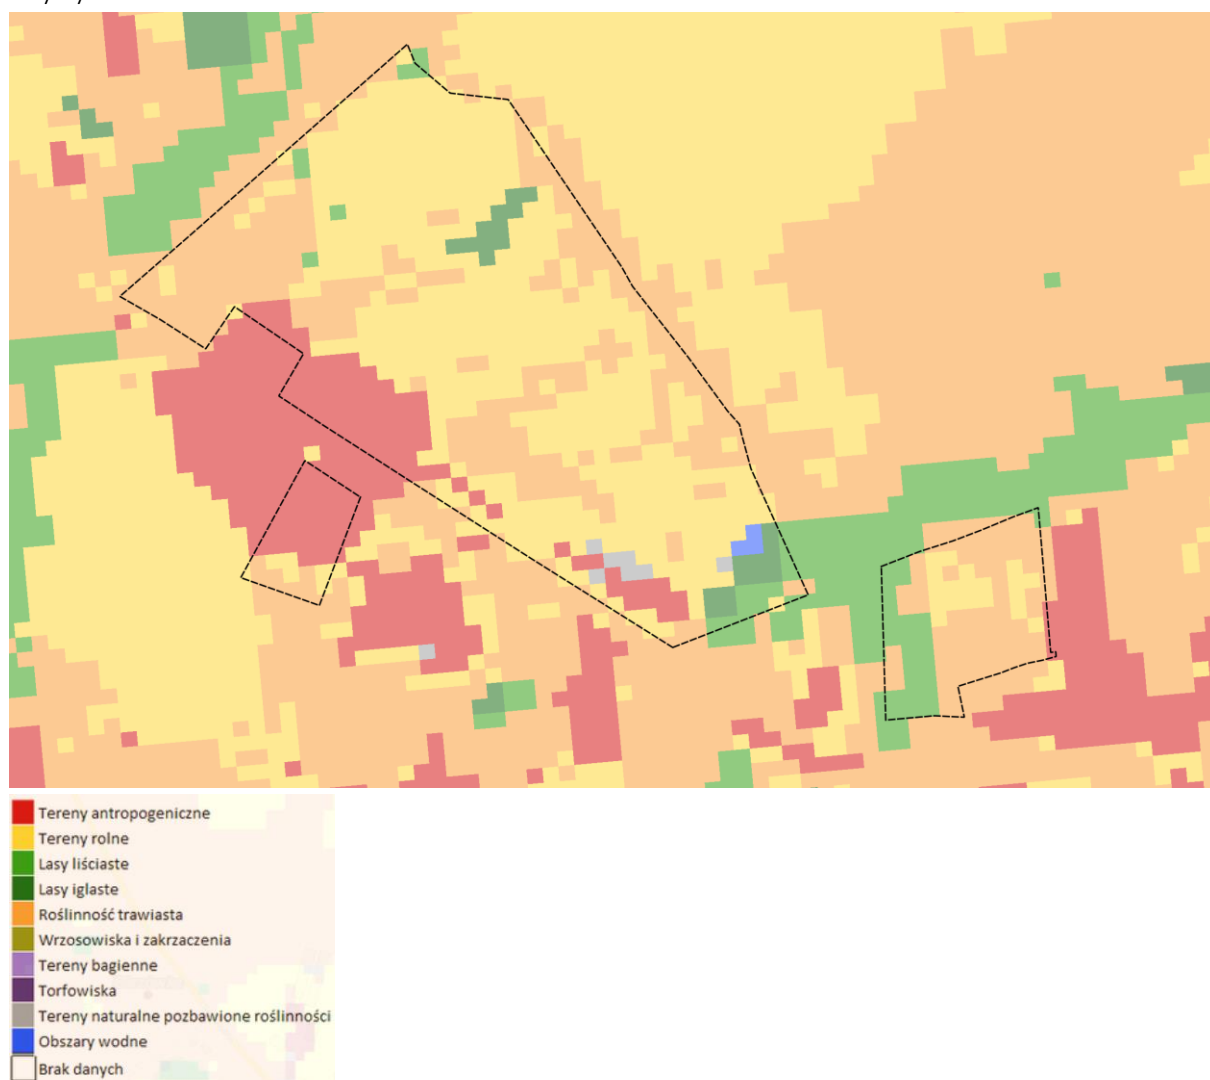 Tereny antropogeniczne
Tereny rolne
Lasy liściaste
Lasy iglaste
Roślinność trawiasta
Wrzosowiska i zakrzaczenia
Tereny bagienne
Torfowiska
Tereny naturalne pozbawione roślinności
Obszary wodne
Brak danych